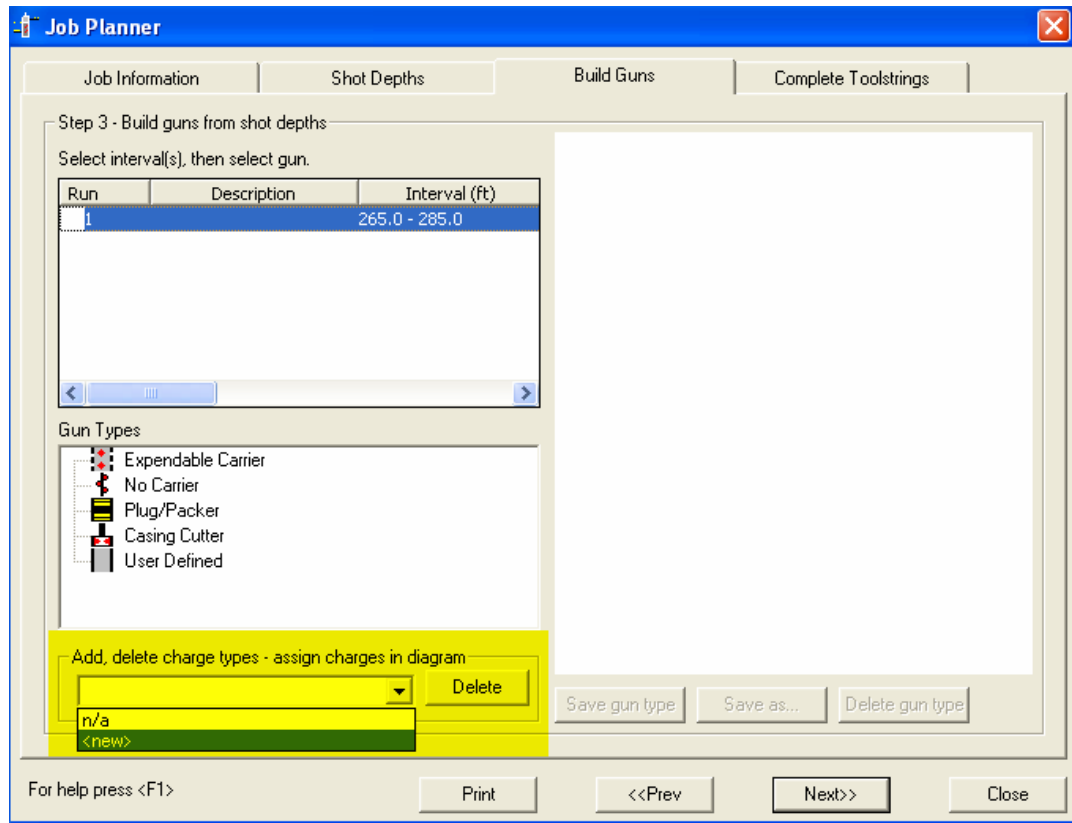 Job Planner
Job Information Shot Depths Build Guns Complete Toolstrings
Step 3 - Build guns from shot depths
Select interval(s), then select gun.
Run Description Interval (ft)
1 265.0 - 285.0
Gun Types
Expendable Carrier
No Carrier
Plug/Packer
Casing Cutter
User Defined
Add, delete charge types - assign charges in diagram
Delete
n/a
<new>
Save gun type Save as... Delete gun type
For help press <F1> Print <<Prev Next>> Close